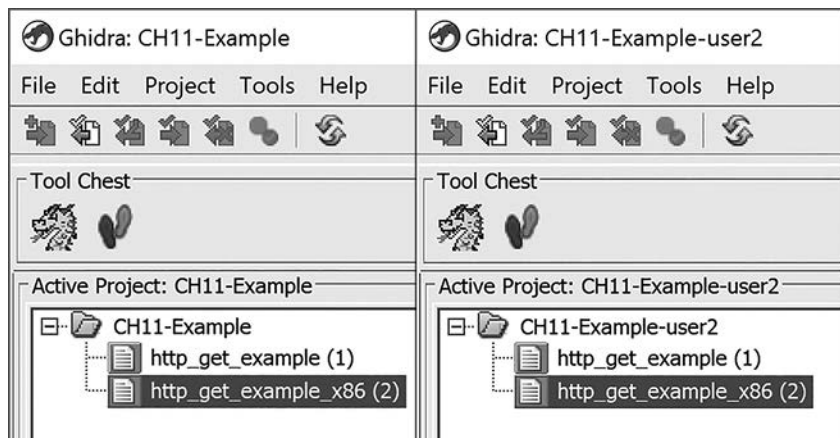 Ghidra: CH11-Example
File Edit Project Tools Help
Tool Chest
Active Project: CH11-Example
CH11-Example
http_get_example (1)
http_get_example_x86 (2)
Ghidra: CH11-Example-user2
File Edit Project Tools Help
Tool Chest
Active Project: CH11-Example-user2
CH11-Example-user2
http_get_example (1)
http_get_example_x86 (2)